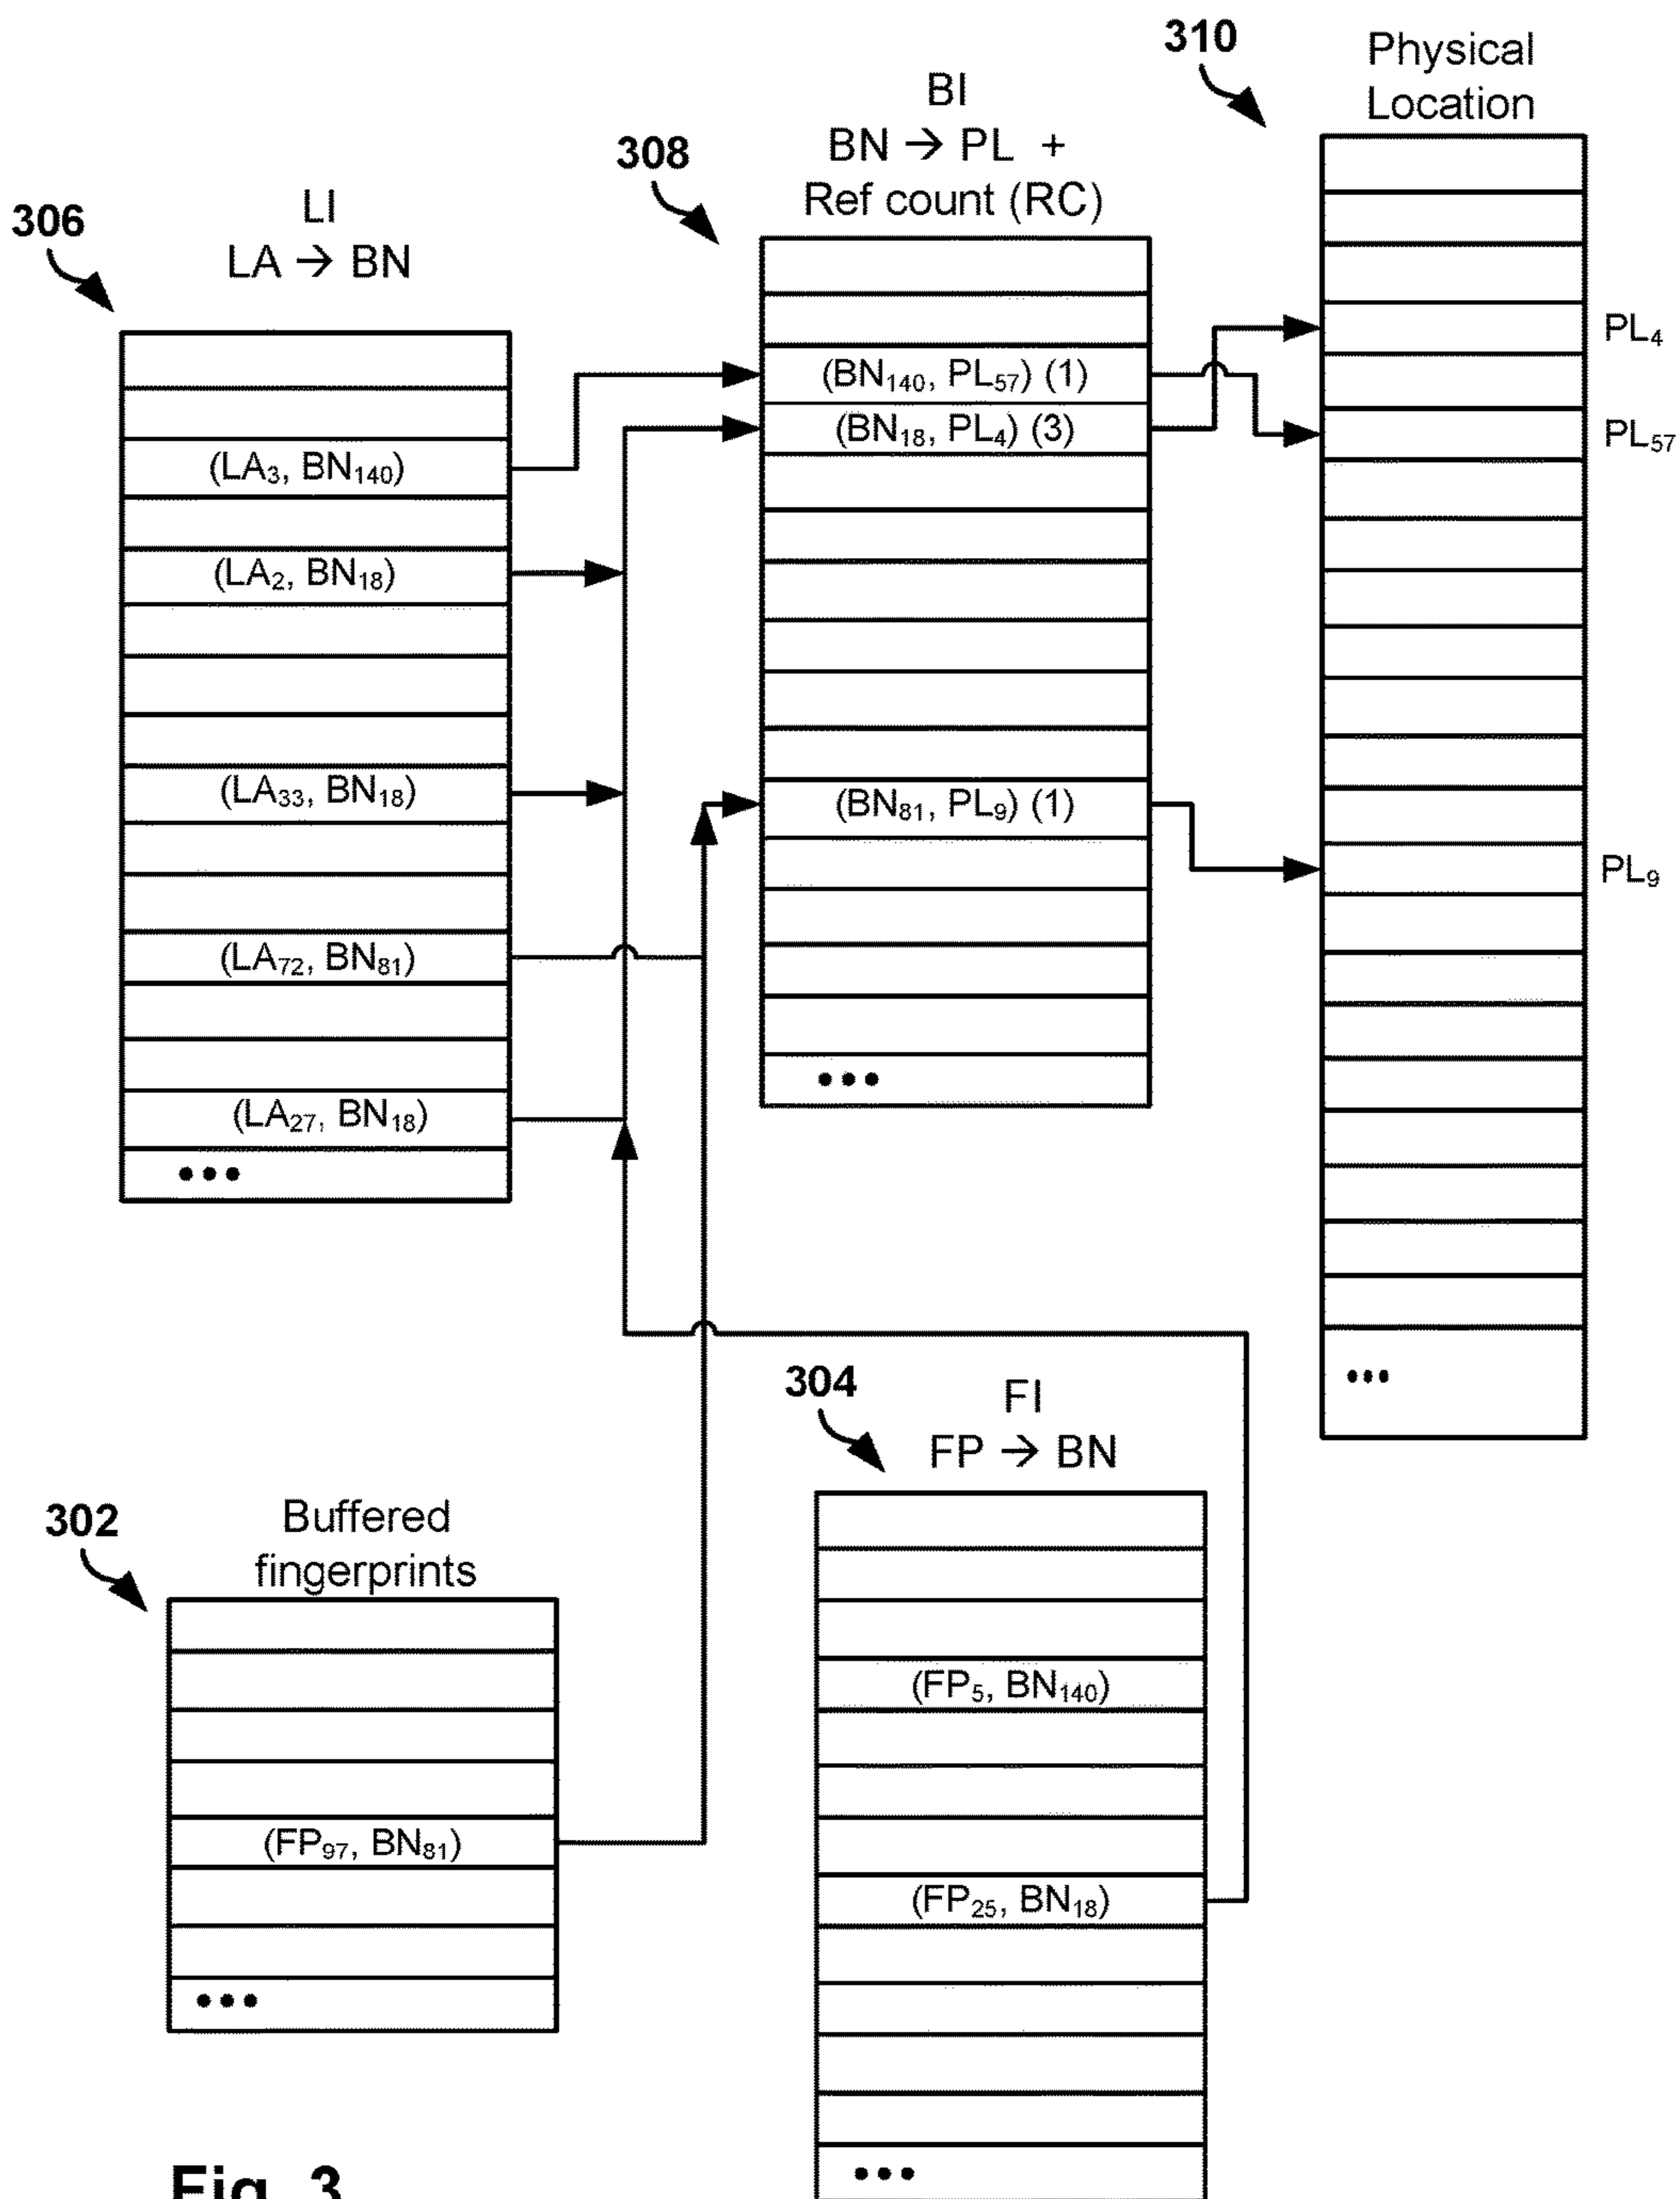 310
Physical
Location
BI
BN → PL +
Ref count (RC)
308
LI
LA → BN
306
(LA3, BN140)
(LA2, BN18)
(LA33, BN18)
(LA72, BN81)
(LA27, BN18)
•••
(BN140, PL57) (1)
(BN18, PL4) (3)
(BN81, PL9) (1)
•••
PL4
PL57
PL9
•••
304
FI
FP → BN
(FP5, BN140)
(FP25, BN18)
•••
302
Buffered
fingerprints
(FP97, BN81)
•••
Fig. 3